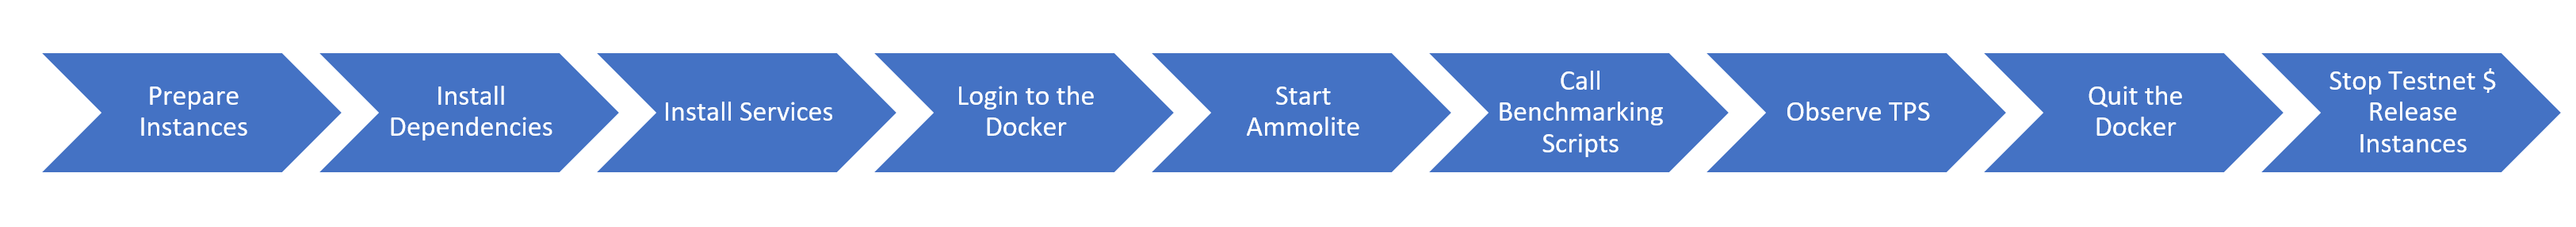 Prepare
Instances
Install
Dependencies
Install Services
Login to the
Docker
Start
Ammolite
Call
Benchmarking
Scripts
Observe TPS
Quit the
Docker
Stop Testnet $
Release
Instances